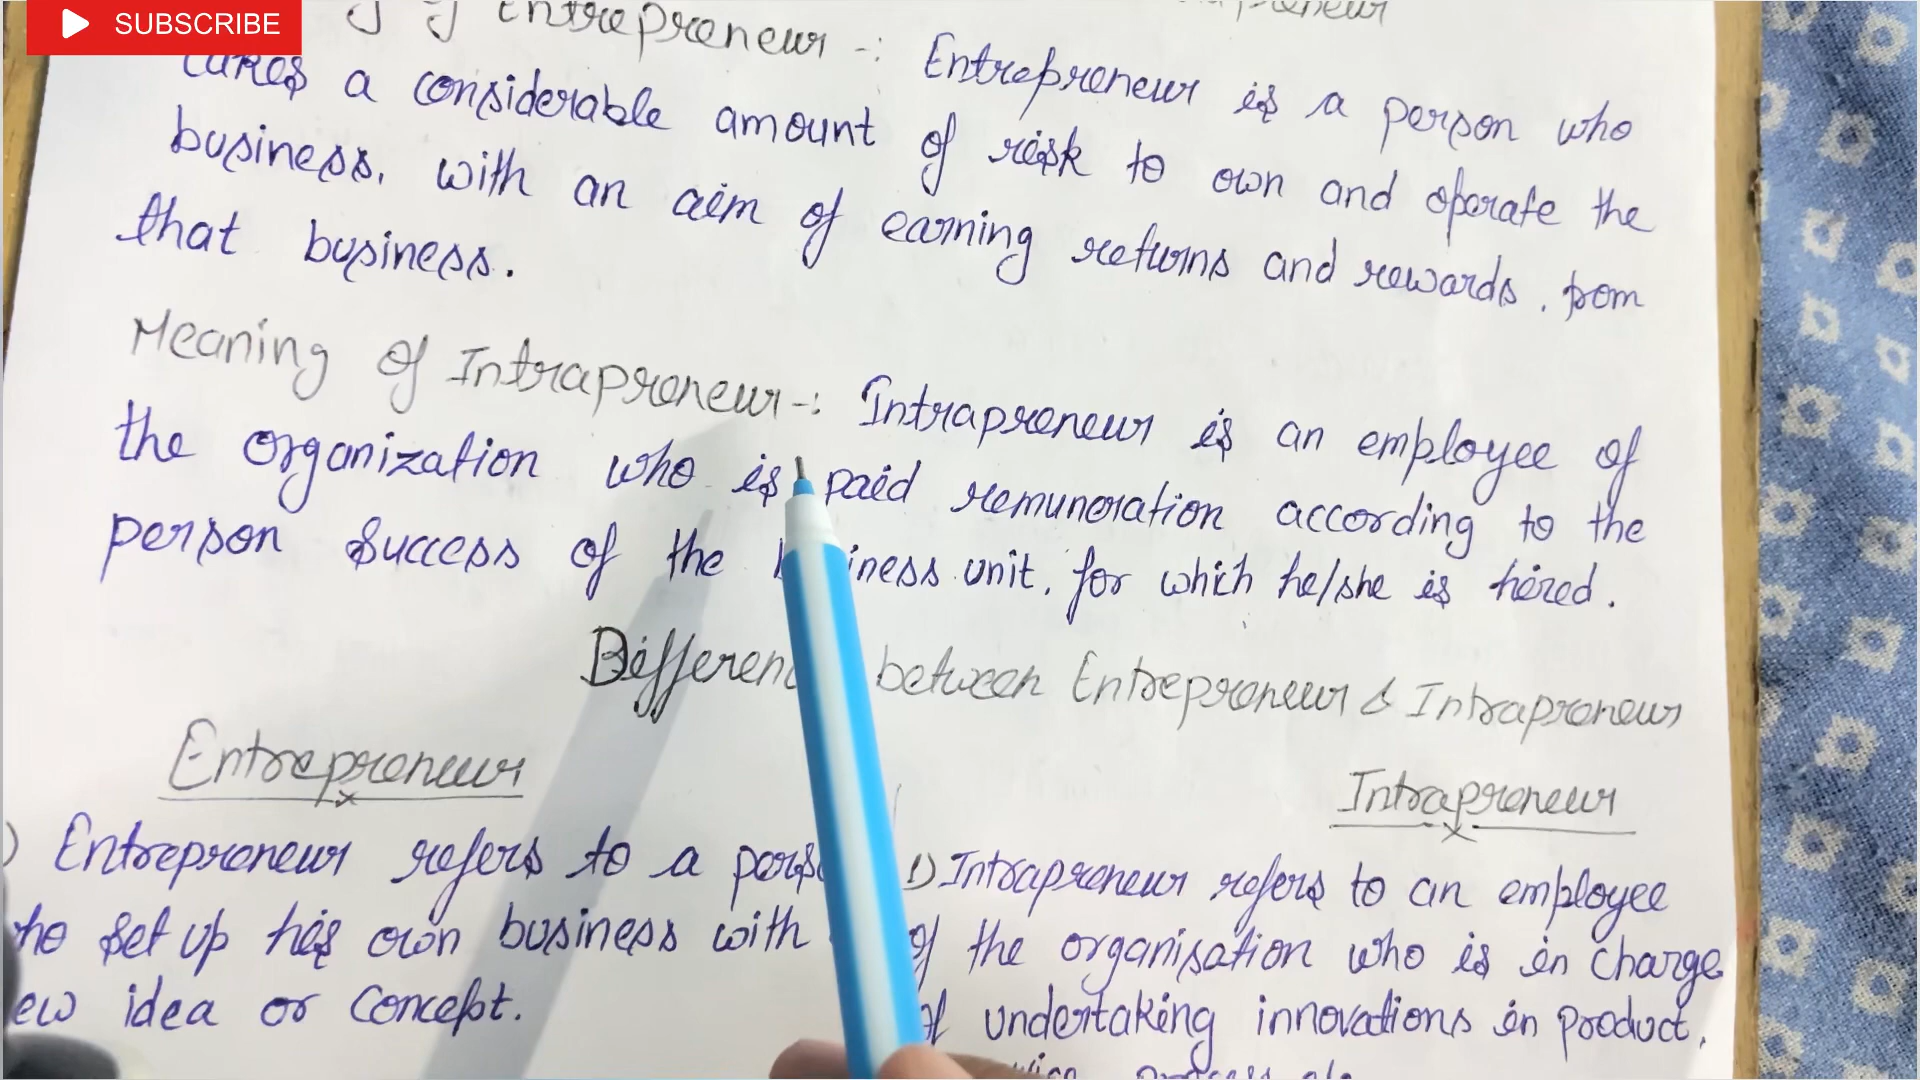 SUBSCRIBE
Entrepreneur -: Entrepreneur is a person who
takes a considerable amount of risk to own and operate the
business, with an aim of earning returns and rewards, from
that business.
Meaning of Intrapreneur -: Intrapreneur is an employee of
the organization who is paid remuneration according to the
person success of the business unit, for which he/she is hired.
between Entrepreneur & Intrapreneur
Entrepreneur
Intrapreneur
) Entrepreneur refers to a pers
ho set up his own business with
ew idea or concept.
1) Intrapreneur refers to an employee
of the organisation who is in charge
of undertaking innovations in product,